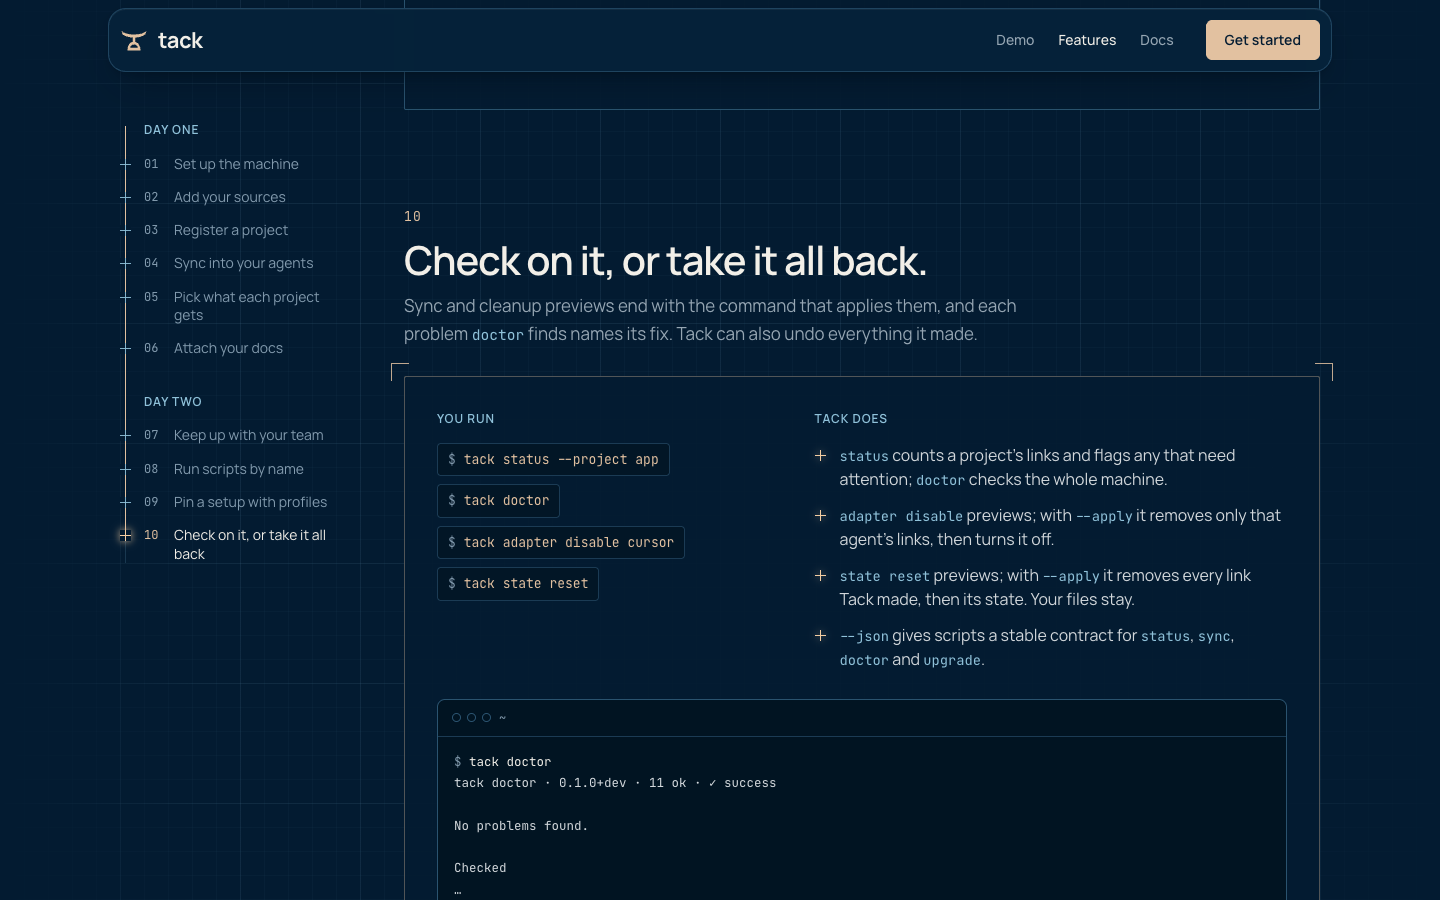 tack
Demo
Features
Docs
Get started
DAY ONE
01 Set up the machine
02 Add your sources
03 Register a project
04 Sync into your agents
05 Pick what each project
gets
06 Attach your docs
DAY TWO
07 Keep up with your team
08 Run scripts by name
09 Pin a setup with profiles
10 Check on it, or take it all
back
10
Check on it, or take it all back.
Sync and cleanup previews end with the command that applies them, and each
problem doctor finds names its fix. Tack can also undo everything it made.
YOU RUN
$ tack status --project app
$ tack doctor
$ tack adapter disable cursor
$ tack state reset
TACK DOES
status counts a project's links and flags any that need
attention; doctor checks the whole machine.
adapter disable previews; with --apply it removes only that
agent's links, then turns it off.
state reset previews; with --apply it removes every link
Tack made, then its state. Your files stay.
--json gives scripts a stable contract for status, sync,
doctor and upgrade.
~
$ tack doctor
tack doctor · 0.1.0+dev · 11 ok · ✓ success
No problems found.
Checked
…